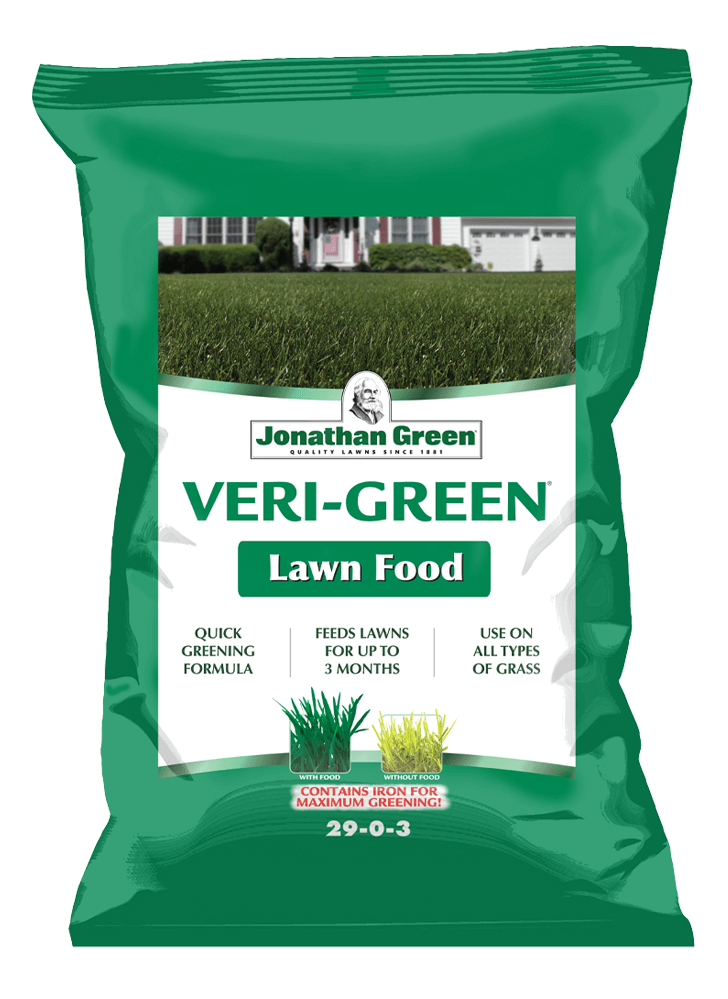 Jonathan Green®
QUALITY LAWNS SINCE 1881
VERI-GREEN®
Lawn Food
QUICK
GREENING
FORMULA
FEEDS LAWNS
FOR UP TO
3 MONTHS
USE ON
ALL TYPES
OF GRASS
WITH FOOD
WITHOUT FOOD
CONTAINS IRON FOR
MAXIMUM GREENING!
29-0-3